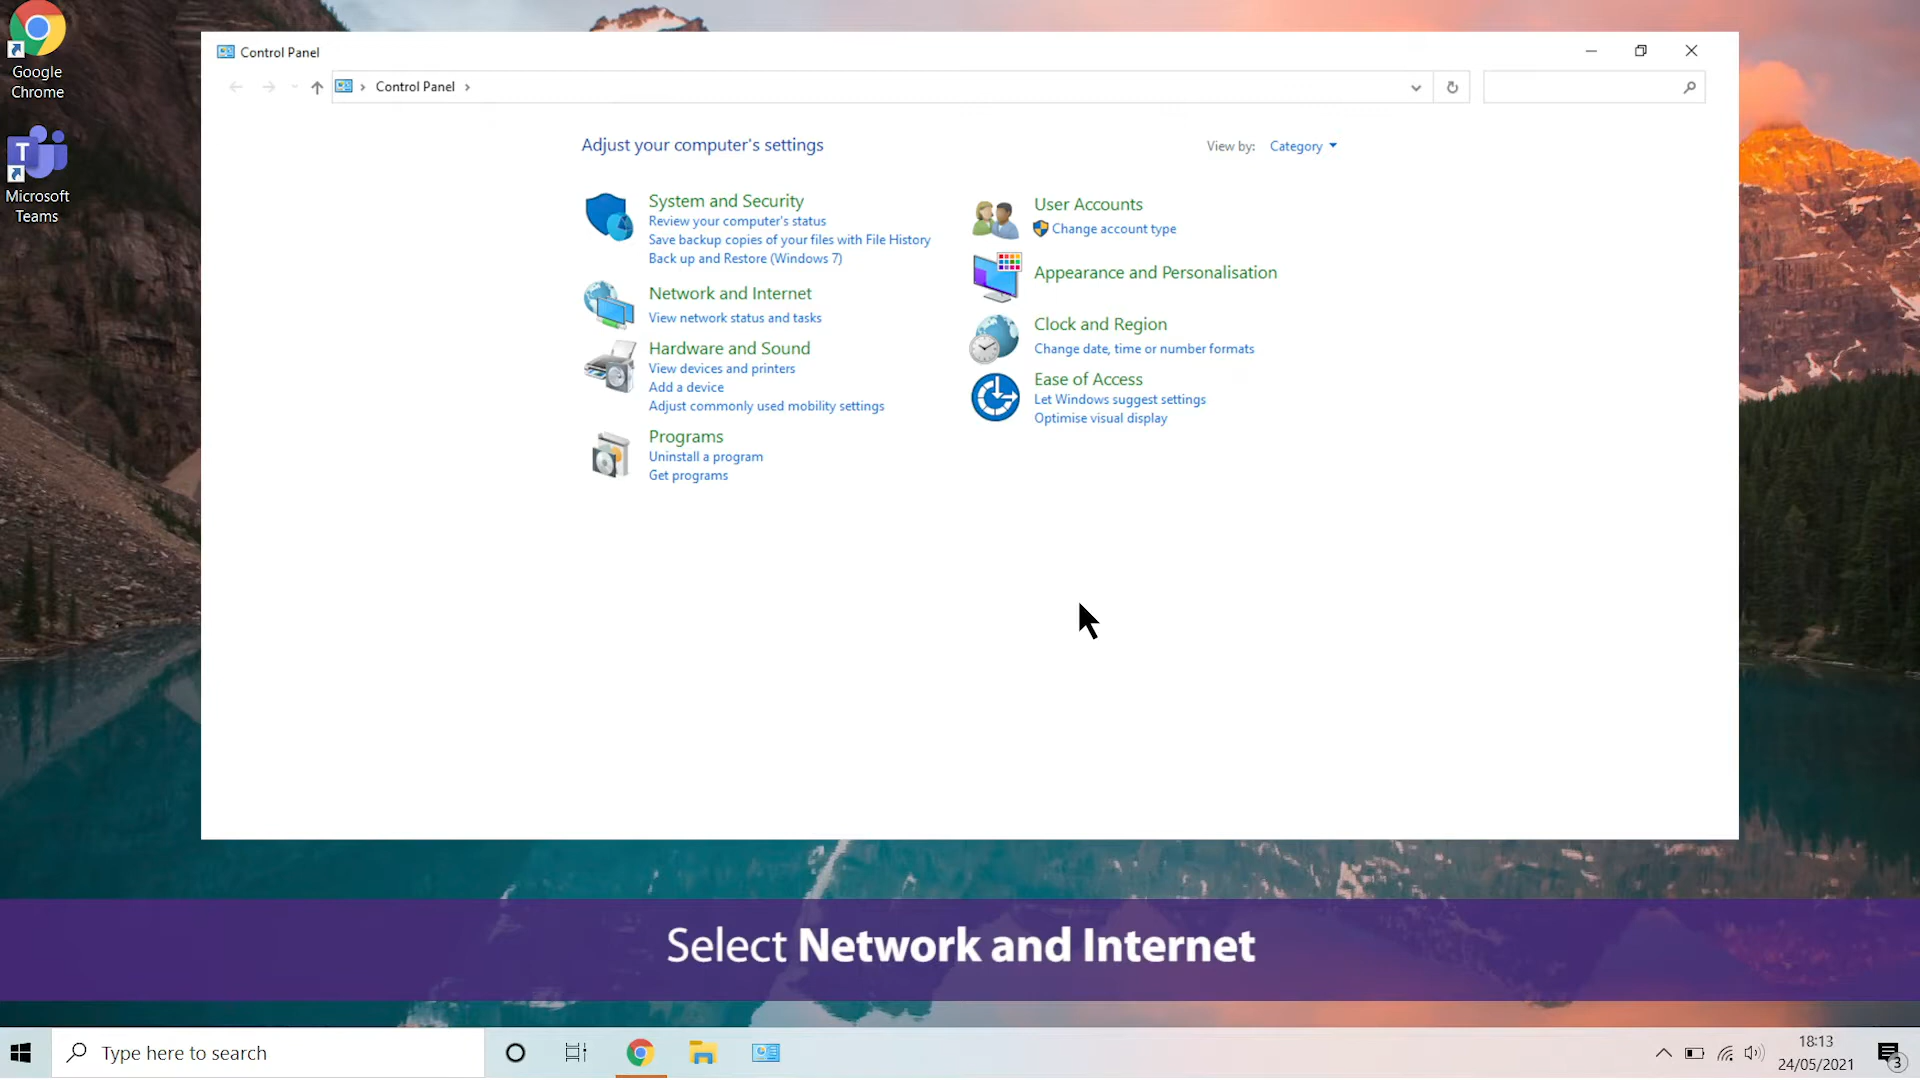 Google
Chrome
Microsoft
Teams
Control Panel
Control Panel
Adjust your computer's settings
View by: Category
System and Security
Review your computer's status
Save backup copies of your files with File History
Back up and Restore (Windows 7)
Network and Internet
View network status and tasks
Hardware and Sound
View devices and printers
Add a device
Adjust commonly used mobility settings
Programs
Uninstall a program
Get programs
User Accounts
Change account type
Appearance and Personalisation
Clock and Region
Change date, time or number formats
Ease of Access
Let Windows suggest settings
Optimise visual display
Select Network and Internet
Type here to search
18:13
24/05/2021
3